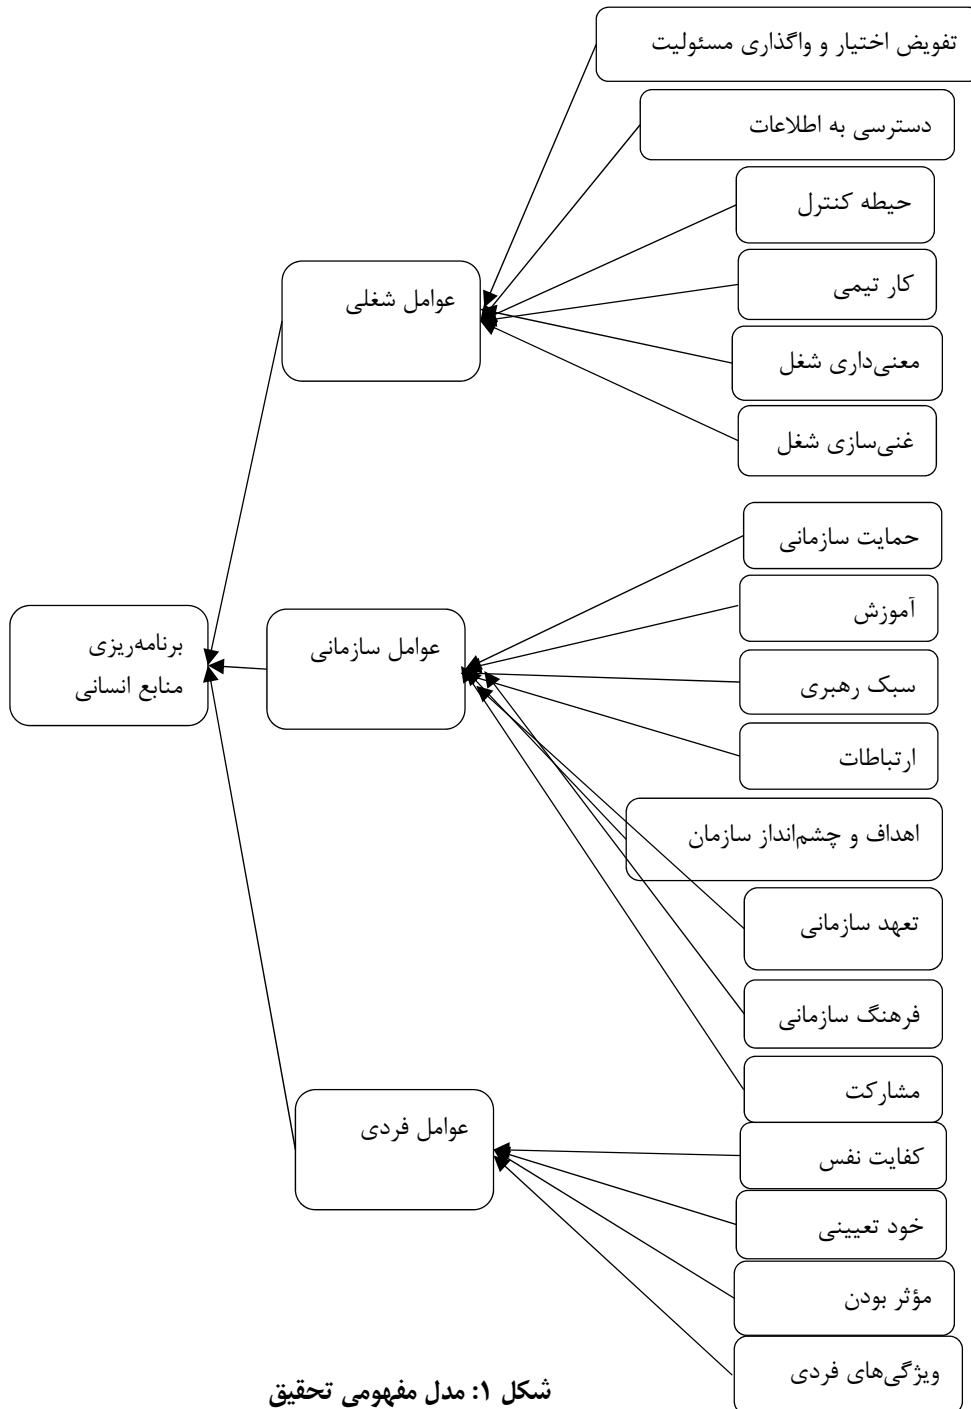 تفویض اختیار و واگذاری مسئولیت
دسترسی به اطلاعات
حیطه کنترل
کار تیمی
معنی‌داری شغل
غنی‌سازی شغل
عوامل شغلی
حمایت سازمانی
آموزش
سبک رهبری
ارتباطات
اهداف و چشم‌انداز سازمان
تعهد سازمانی
فرهنگ سازمانی
مشارکت
عوامل سازمانی
برنامه‌ریزی
منابع انسانی
کفایت نفس
خود تعیینی
مؤثر بودن
ویژگی‌های فردی
عوامل فردی
شکل ۱: مدل مفهومی تحقیق